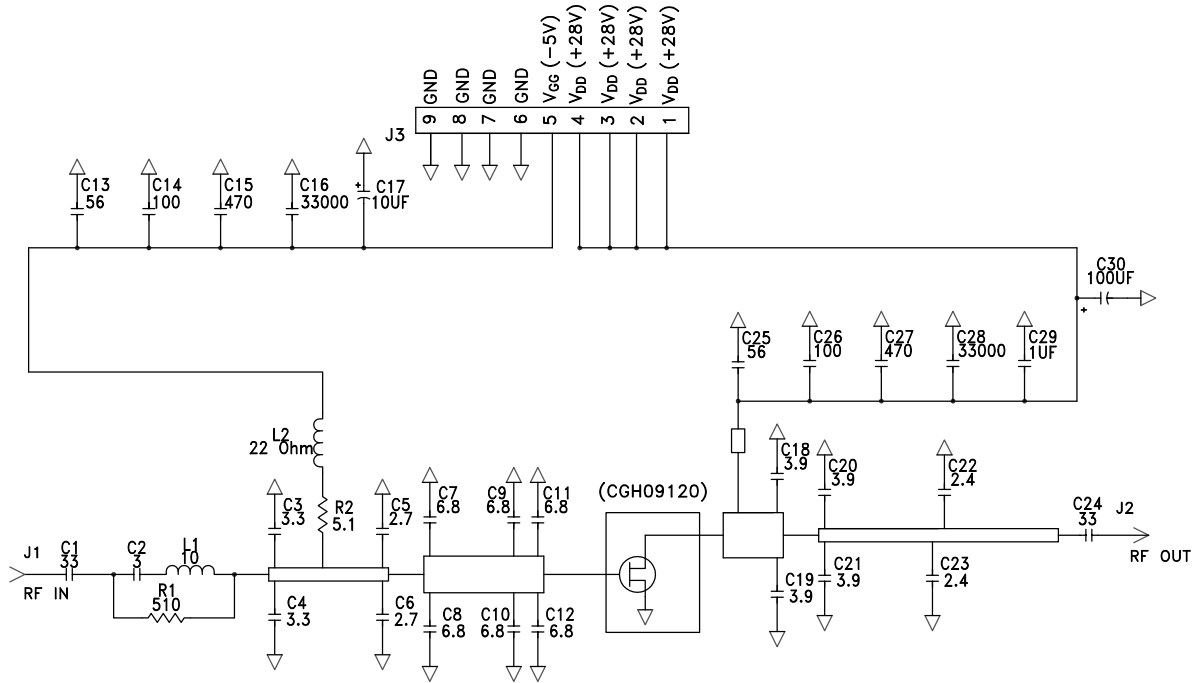 GND
GND
GND
GND
VGG (-5V)
VDD (+28V)
VDD (+28V)
VDD (+28V)
VDD (+28V)
J3
9 8 7 6 5 4 3 2 1
C13
56
C14
100
C15
470
C16
33000
+
C17
10UF
C30
100UF
+
C25
56
C26
100
C27
470
C28
33000
C29
1UF
L2
22 Ohm
R2
5.1
C3
3.3
C5
2.7
C7
6.8
C9
6.8
C11
6.8
(CGH09120)
C18
3.9
C20
3.9
C22
2.4
C24
33
J2
RF OUT
J1
RF IN
C1
33
C2
3
L1
10
R1
510
C4
3.3
C6
2.7
C8
6.8
C10
6.8
C12
6.8
C19
3.9
C21
3.9
C23
2.4